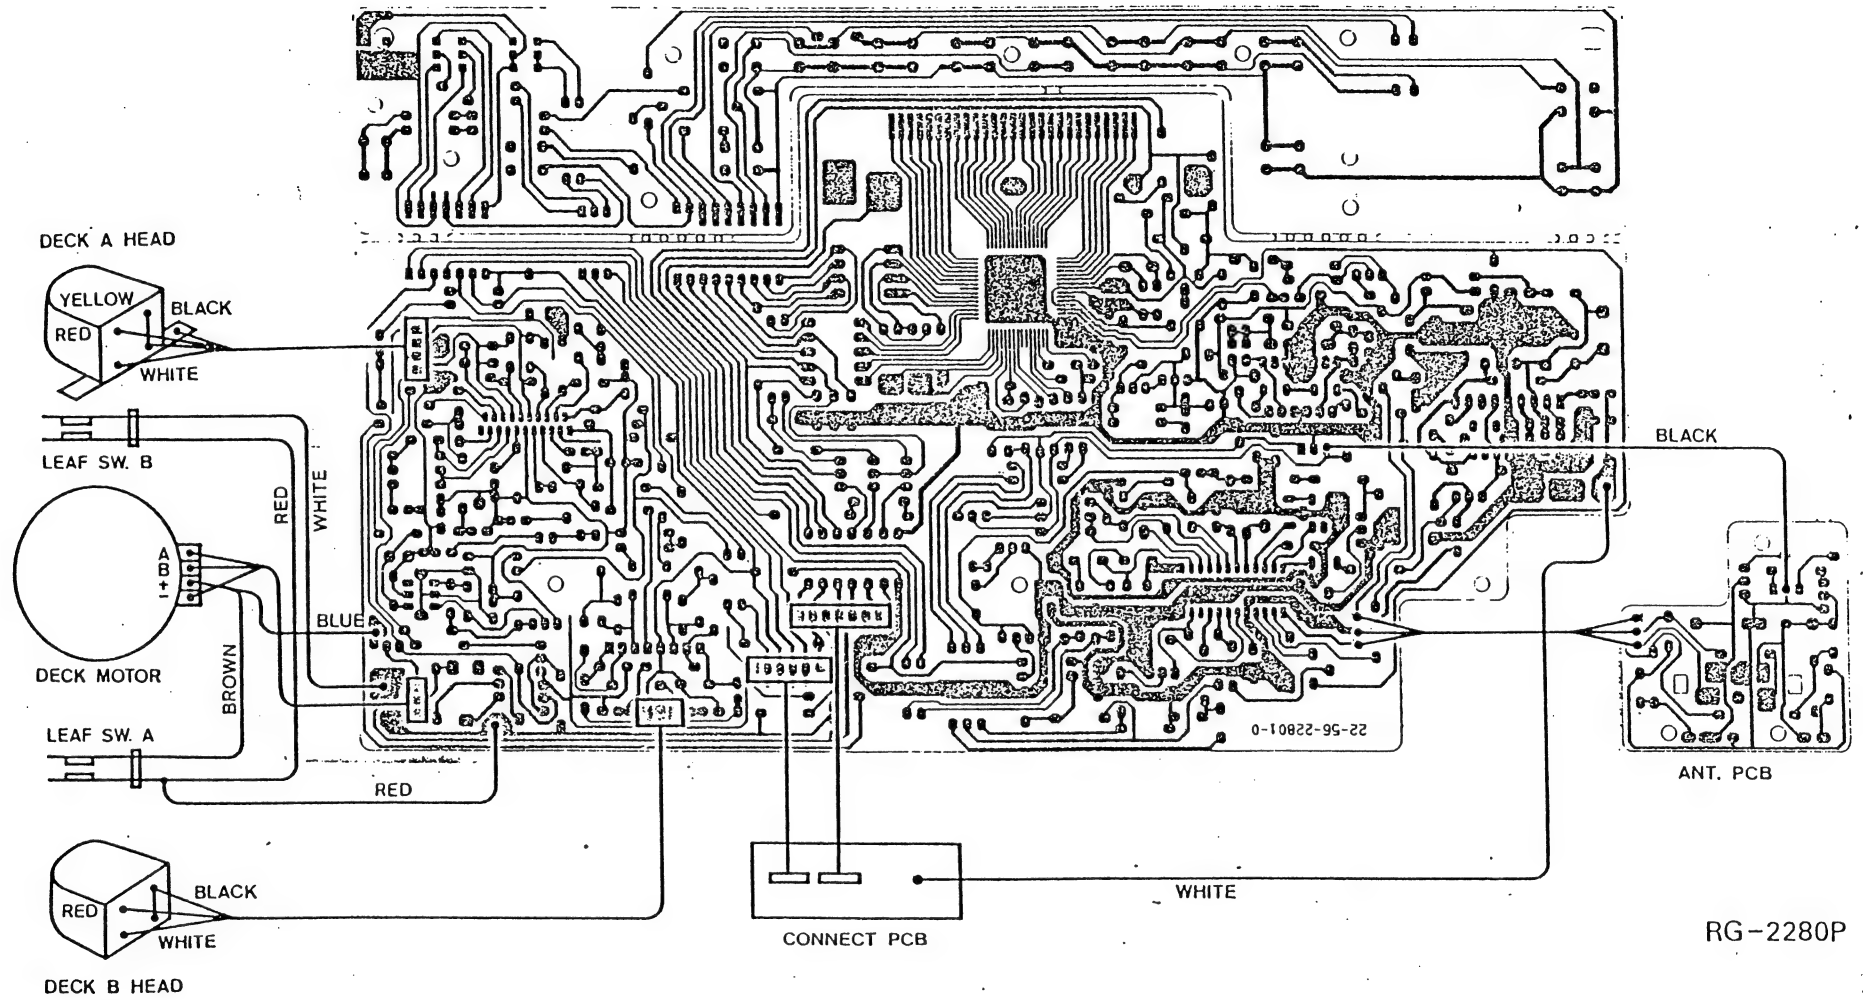 DECK A HEAD
YELLOW
BLACK
RED
WHITE
LEAF SW. B
BLACK
RED
WHITE
A
B
+
BLUE
DECK MOTOR
BROWN
22-56-22801-0
LEAF SW. A
ANT. PCB
RED
BLACK
RED
WHITE
WHITE
CONNECT PCB
RG-2280P
DECK B HEAD